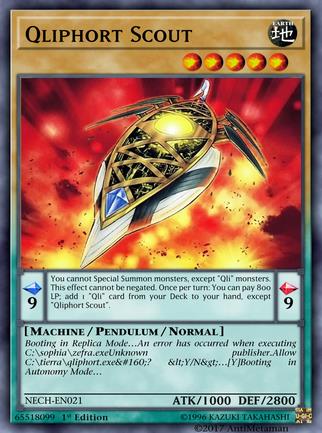 Qliphort Scout
EARTH
地
You cannot Special Summon monsters, except "Qli" monsters.
This effect cannot be negated. Once per turn: You can pay 800
LP; add 1 "Qli" card from your Deck to your hand, except
"Qliphort Scout".
9 9
[Machine / Pendulum / Normal]
Booting in Replica Mode…An error has occurred when executing
C:\sophia\zefra.exeUnknown publisher.Allow
C:\tierra\qliphort.exe&#160;? &lt;Y/N&gt;…[Y]Booting in
Autonomy Mode…
NECH-EN021 ATK/1000 DEF/2800
65518099 1st Edition ©1996 KAZUKI TAKAHASHI
©2017 AntiMetaman